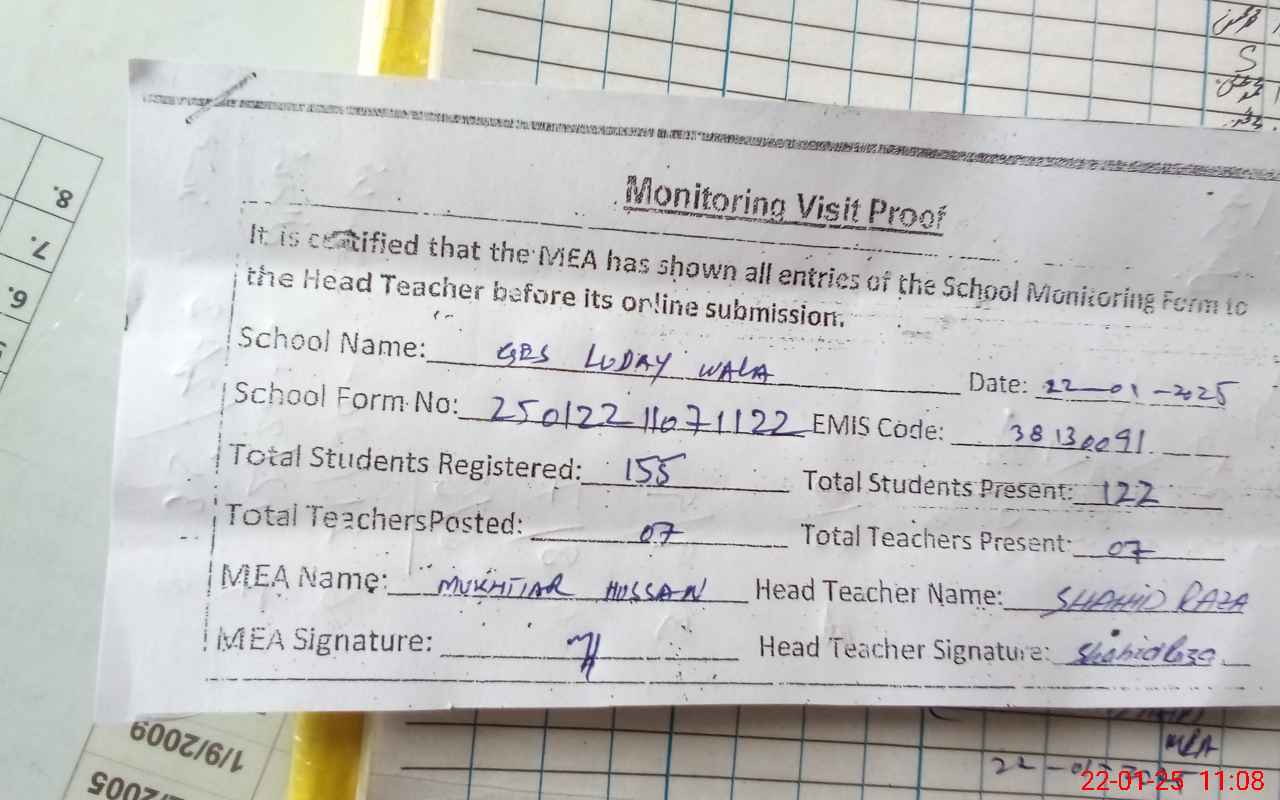 8.
7.
6.
Monitoring Visit Proof
It is certified that the MEA has shown all entries of the School Monitoring Form to
the Head Teacher before its online submission.
School Name: GES LUDAY WALA Date: 22-01-2025
School Form No: 25012211071122 EMIS Code: 38130091
Total Students Registered: 155 Total Students Present: 122
Total TeachersPosted: 07 Total Teachers Present: 07
MEA Name: MUKHTIAR HUSSAIN Head Teacher Name: SHAHID RAZA
MEA Signature: Head Teacher Signature: Shahid Raza
MEA
1/9/2009
22-01-25 11:08